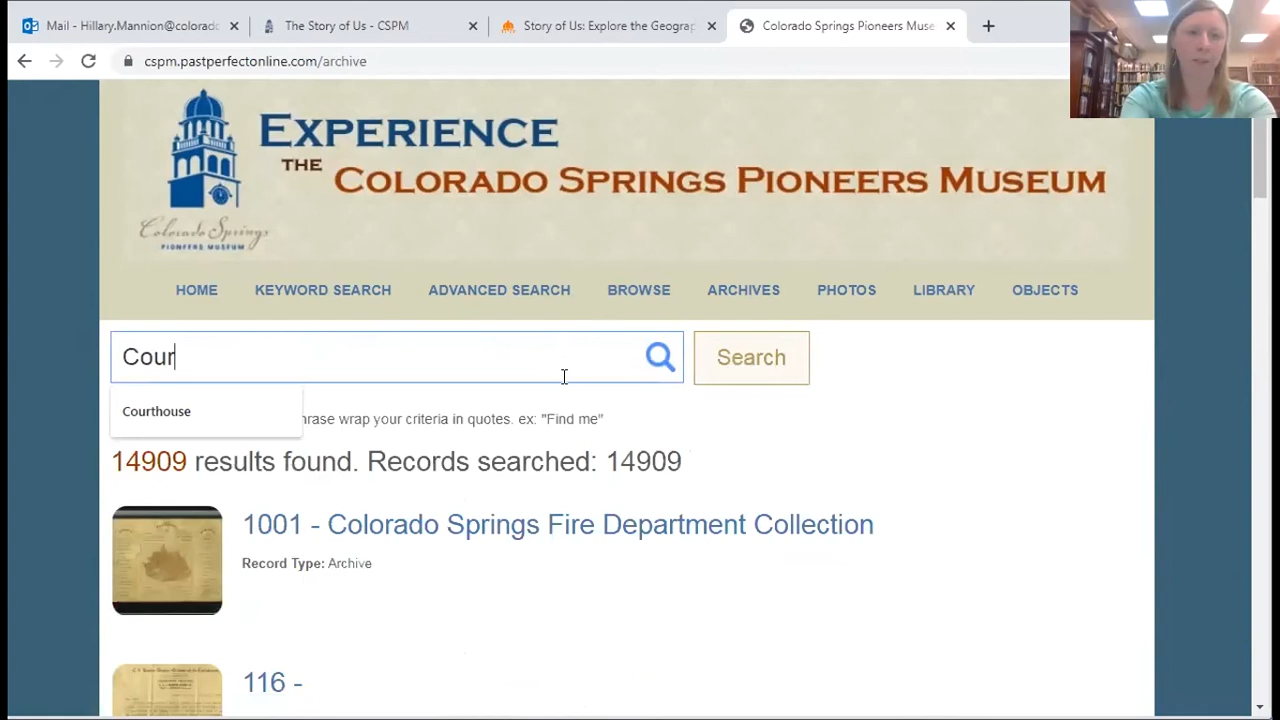 Mail - Hillary.Mannion@colorado
The Story of Us - CSPM
Story of Us: Explore the Geograp
Colorado Springs Pioneers Muse
cspm.pastperfectonline.com/archive
EXPERIENCE
THE COLORADO SPRINGS PIONEERS MUSEUM
Colorado Springs
PIONEERS MUSEUM
HOME KEYWORD SEARCH ADVANCED SEARCH BROWSE ARCHIVES PHOTOS LIBRARY OBJECTS
Cour
Search
Courthouse
hrase wrap your criteria in quotes. ex: "Find me"
14909 results found. Records searched: 14909
1001 - Colorado Springs Fire Department Collection
Record Type: Archive
116 -